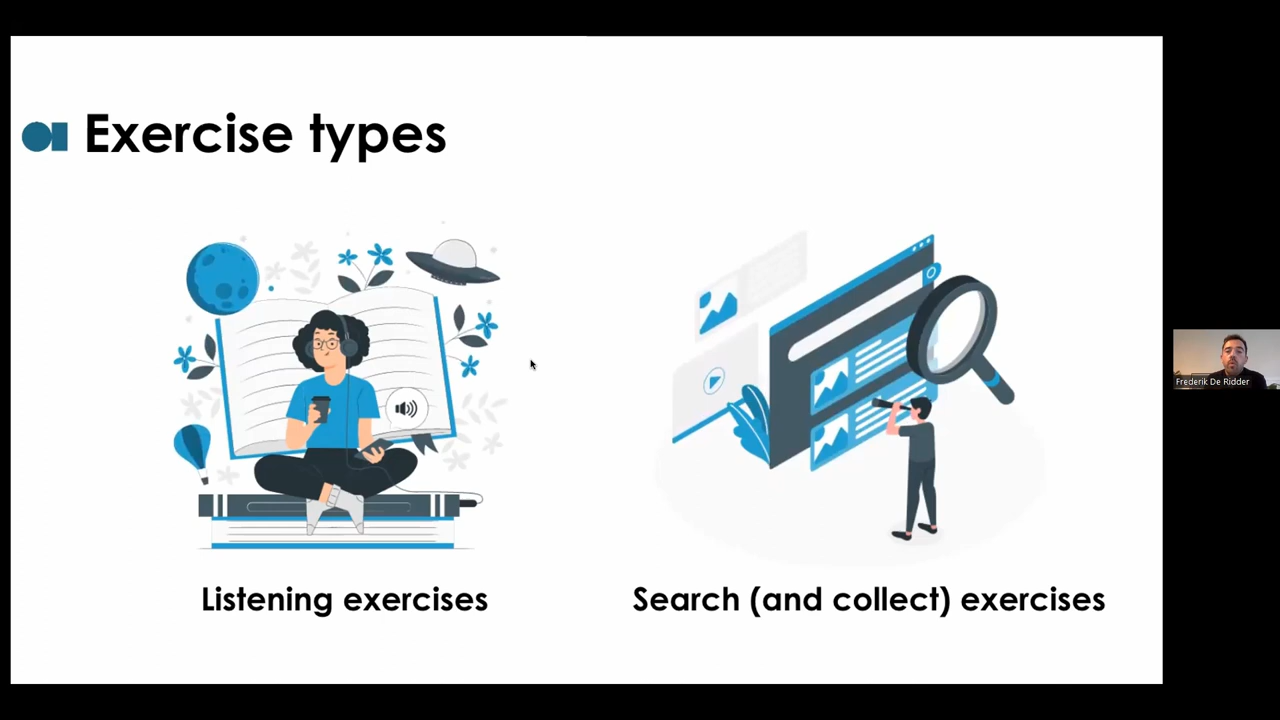 Exercise types
Listening exercises
Search (and collect) exercises
Frederik De Ridder